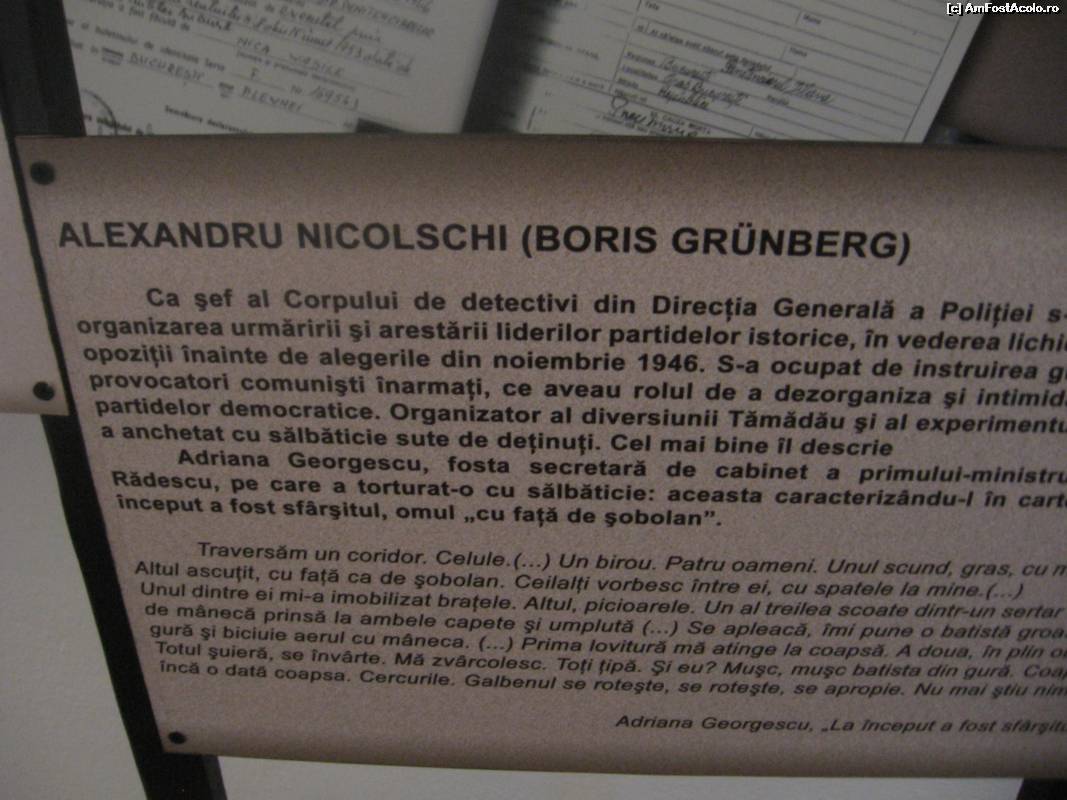 [c] AmFostAcolo.ro
NICA VASILE
BUCURESTI
PLEVNEI
ALEXANDRU NICOLSCHI (BORIS GRÜNBERG)
Ca şef al Corpului de detectivi din Direcţia Generală a Poliţiei s-
organizarea urmăririi şi arestării liderilor partidelor istorice, în vederea
opoziţii înainte de alegerile din noiembrie 1946. S-a ocupat de instruirea
provocatori comunişti înarmaţi, ce aveau rolul de a dezorganiza şi
partidelor democratice. Organizator al diversiunii Tămădău şi al
a anchetat cu sălbăticie sute de deţinuţi. Cel mai bine îl descrie
Adriana Georgescu, fosta secretară de cabinet a
Rădescu, pe care a torturat-o cu sălbăticie: aceasta caracterizându-l în
început a fost sfârşitul, omul „cu faţă de şobolan”.
Traversăm un coridor. Celule.(...) Un birou. Patru oameni. Unul scund, gras, cu
Altul ascuţit, cu faţă ca de şobolan. Ceilalţi vorbesc între ei, cu spatele la mine.(...)
Unul dintre ei mi-a imobilizat braţele. Altul, picioarele. Un al treilea scoate dintr-un sertar
de mânecă prinsă la ambele capete şi umplută (...) Se apleacă, îmi pune o batistă
gură şi biciuie aerul cu mâneca. (...) Prima lovitură mă atinge la coapsă. A doua, în plin
Totul şuieră, se învârte. Mă zvârcolesc. Toţi ţipă. Şi eu? Muşc, muşc batista din gură.
încă o dată coapsa. Cercurile. Galbenul se roteşte, se roteşte, se apropie. Nu mai ştiu
Adriana Georgescu, „La început a fost